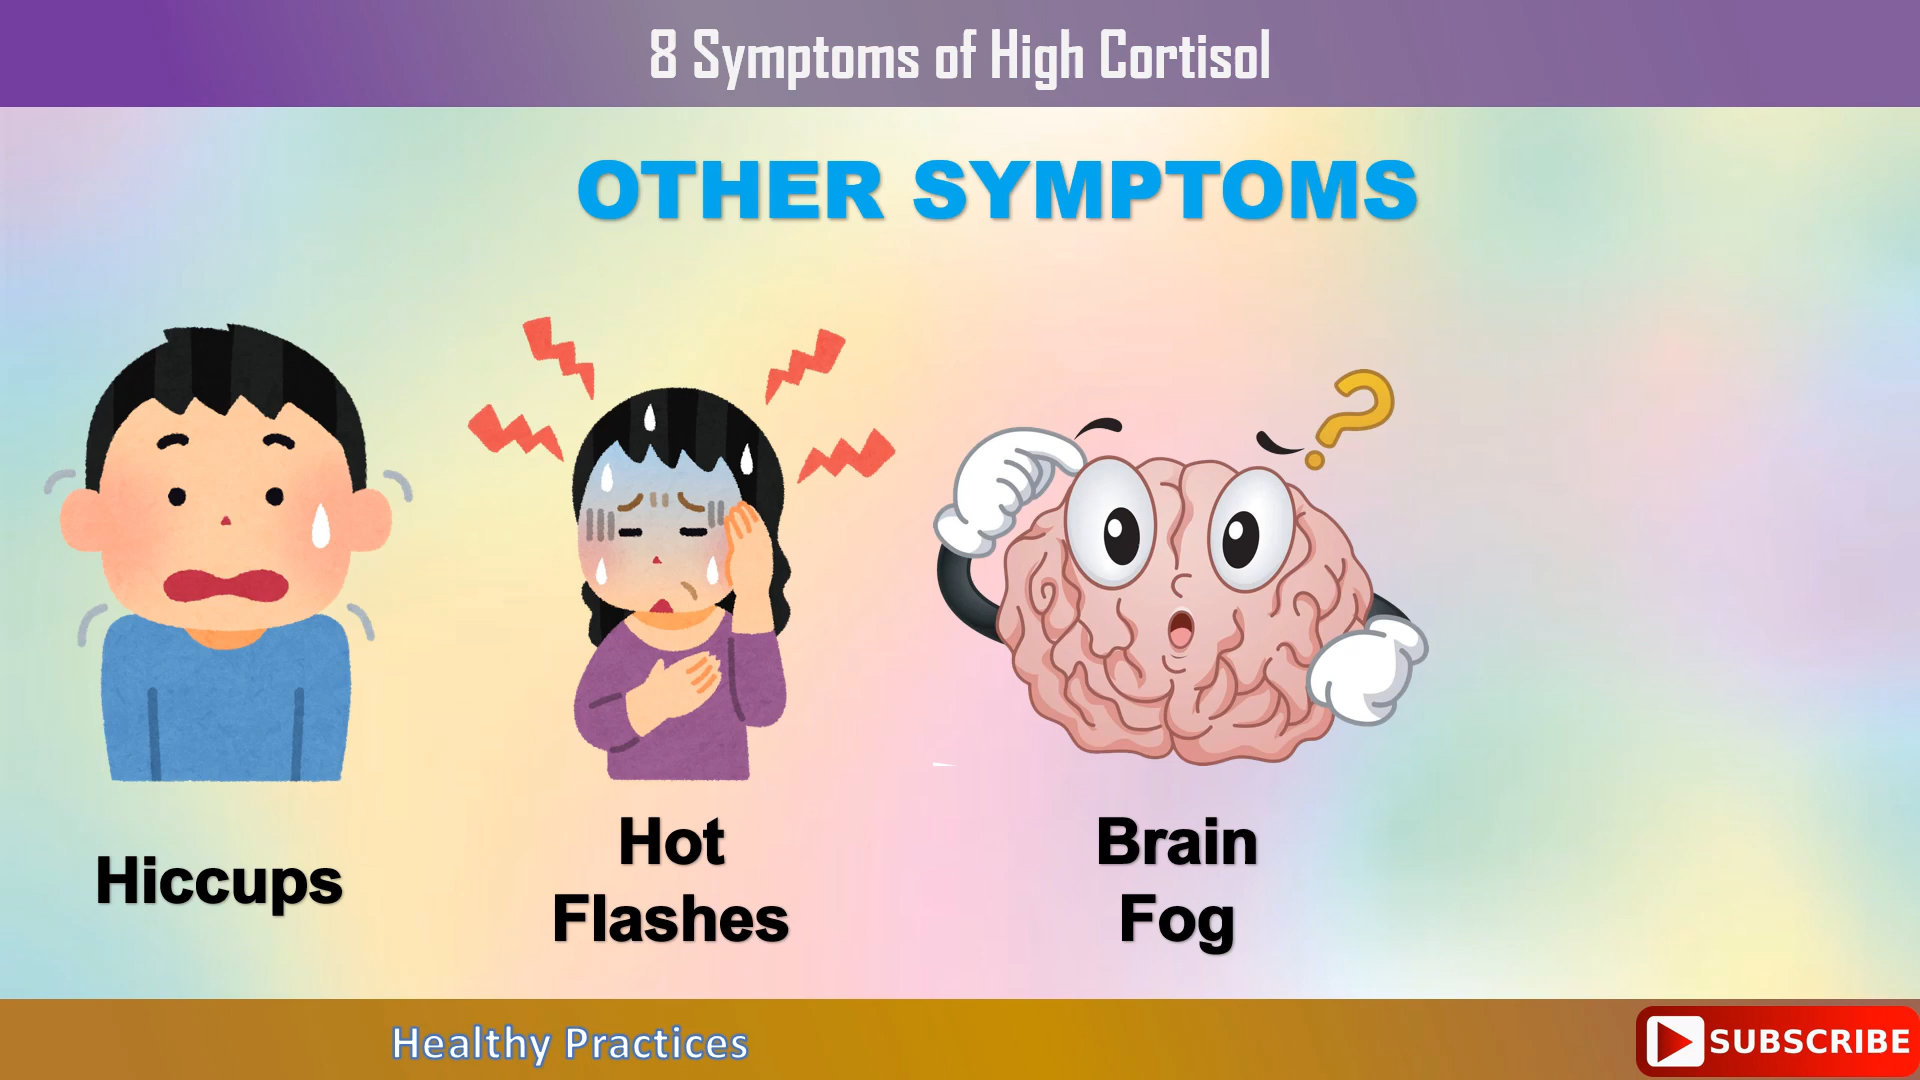 8 Symptoms of High Cortisol
OTHER SYMPTOMS
Hiccups
Hot
Flashes
Brain
Fog
Healthy Practices
SUBSCRIBE